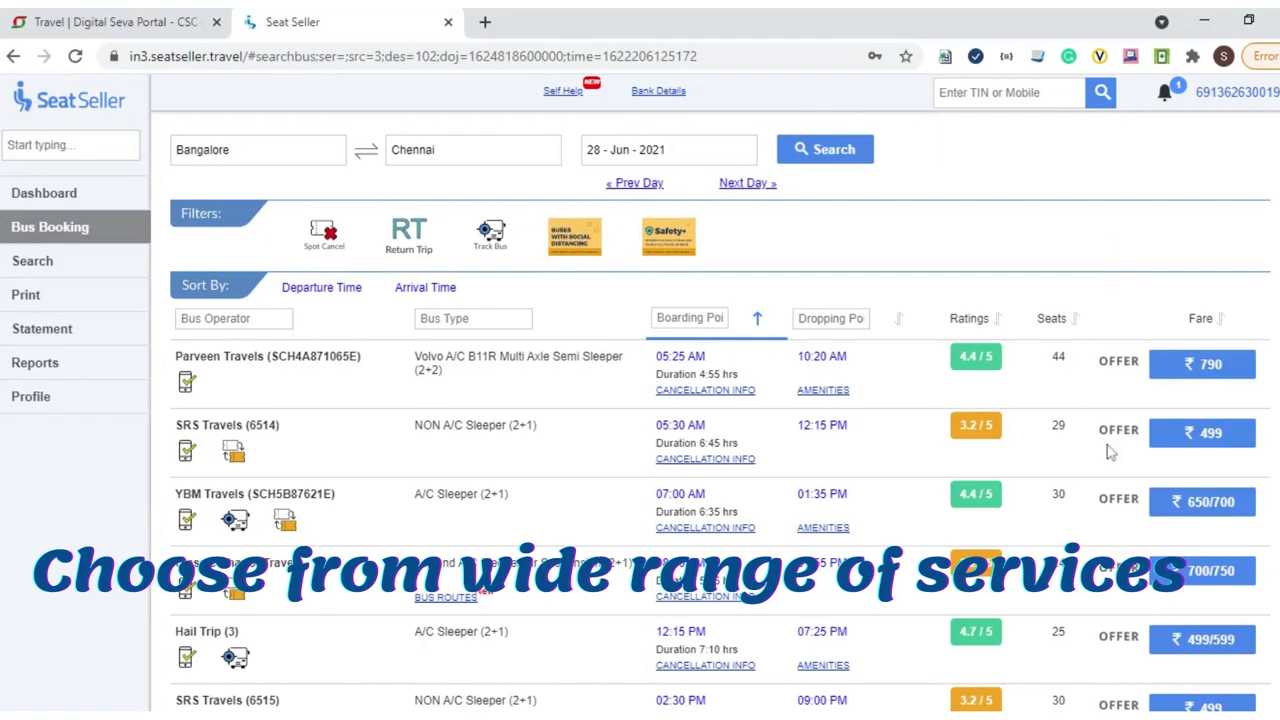 Travel | Digital Seva Portal - CSC
Seat Seller
in3.seatseller.travel/#searchbus;ser=;src=3;des=102;doj=1624818600000;time=1622206125172
S
Error
SeatSeller
Self Help
NEW
Bank Details
Enter TIN or Mobile
1
691362630019
Start typing...
Dashboard
Bus Booking
Search
Print
Statement
Reports
Profile
Bangalore
Chennai
28 - Jun - 2021
Search
« Prev Day
Next Day »
Filters:
Spot Cancel
RT
Return Trip
Track Bus
BUSES WITH SOCIAL DISTANCING
Safety+
Sort By:
Departure Time
Arrival Time
Bus Operator
Bus Type
Boarding Poi
Dropping Poi
Ratings
Seats
Fare
Parveen Travels (SCH4A871065E)
Volvo A/C B11R Multi Axle Semi Sleeper
(2+2)
05:25 AM
Duration 4:55 hrs
CANCELLATION INFO
10:20 AM
AMENITIES
4.4 / 5
44
OFFER
₹ 790
SRS Travels (6514)
NON A/C Sleeper (2+1)
05:30 AM
Duration 6:45 hrs
CANCELLATION INFO
12:15 PM
3.2 / 5
29
OFFER
₹ 499
YBM Travels (SCH5B87621E)
A/C Sleeper (2+1)
07:00 AM
Duration 6:35 hrs
CANCELLATION INFO
01:35 PM
AMENITIES
4.4 / 5
30
OFFER
₹ 650/700
Choose from wide range of services
700/750
BUS ROUTES
CANCELLATION INFO
AMENITIES
Hail Trip (3)
A/C Sleeper (2+1)
12:15 PM
Duration 7:10 hrs
CANCELLATION INFO
07:25 PM
AMENITIES
4.7 / 5
25
OFFER
₹ 499/599
SRS Travels (6515)
NON A/C Sleeper (2+1)
02:30 PM
09:00 PM
3.2 / 5
30
OFFER
₹ 499